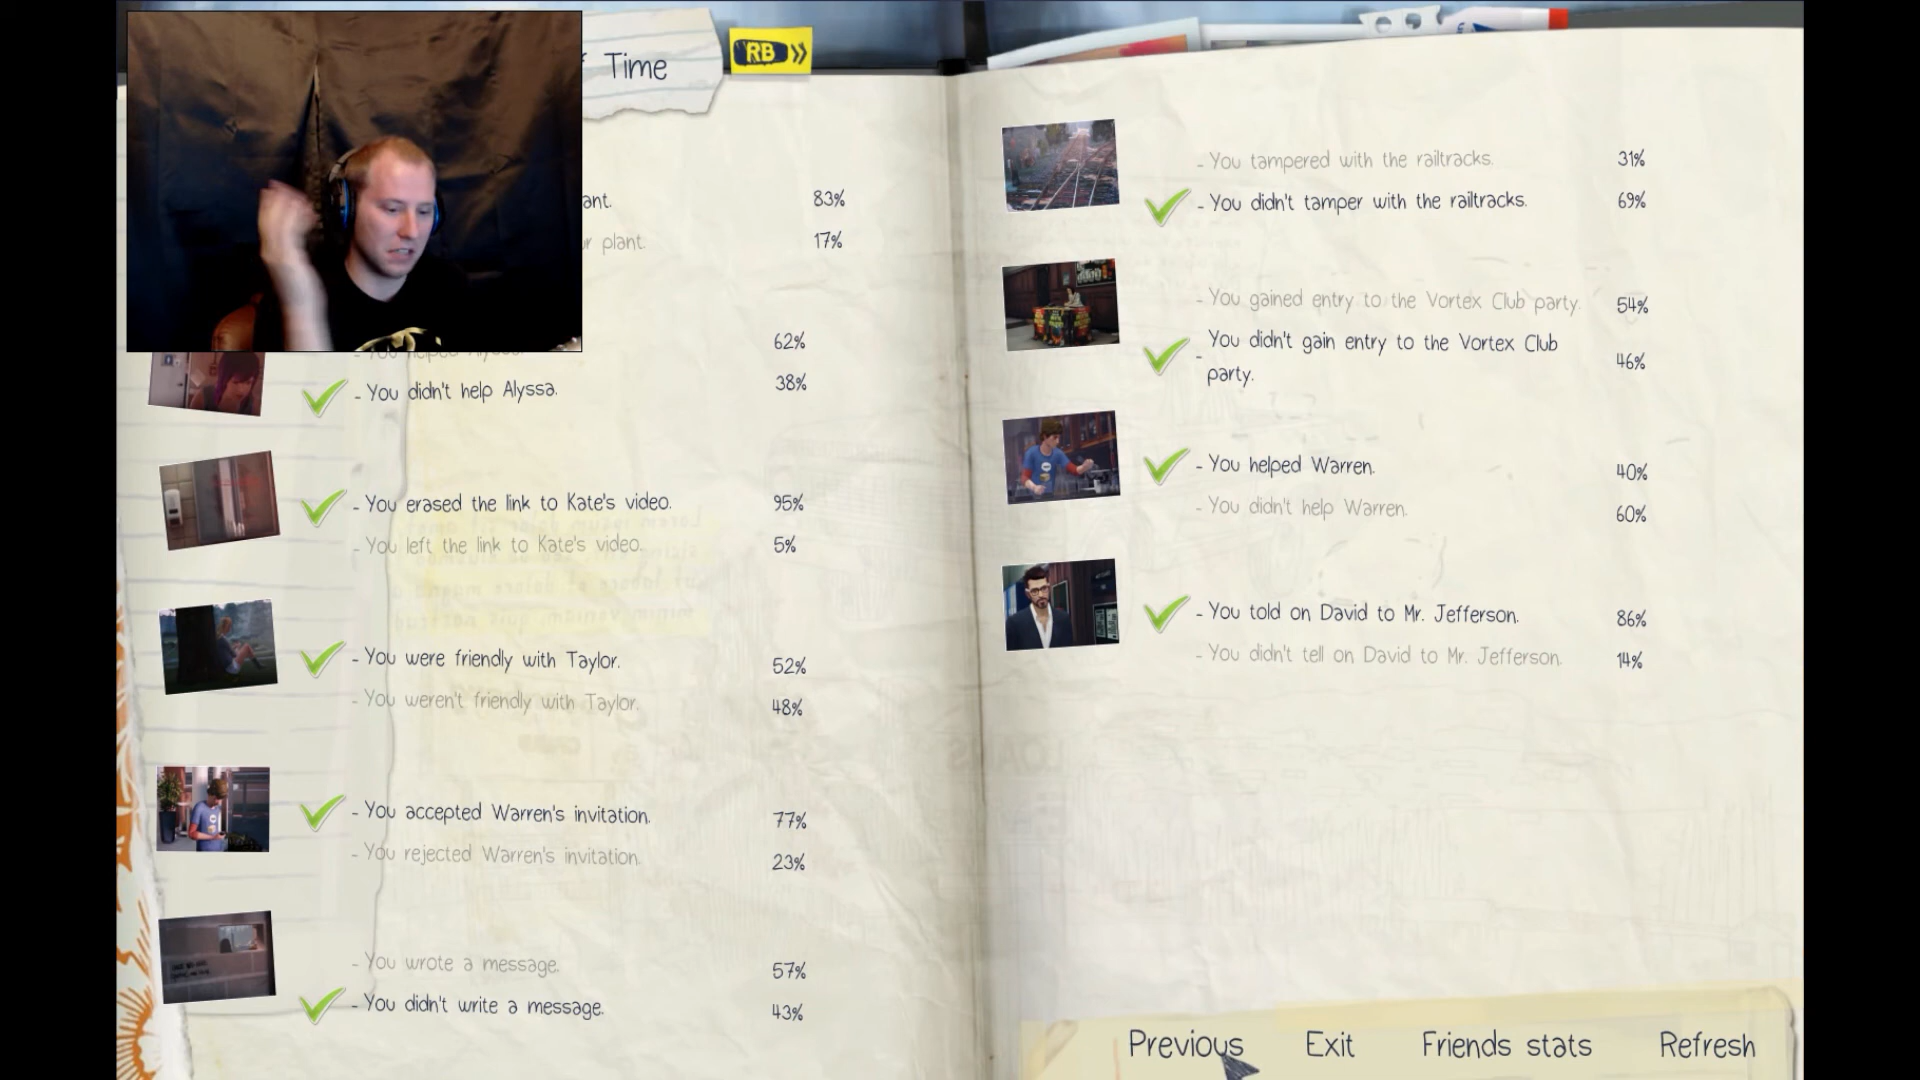 Time
RB
ant.
83%
r plant.
17%
62%
- You didn't help Alyssa.
38%
- You erased the link to Kate's video.
95%
- You left the link to Kate's video.
5%
- You were friendly with Taylor.
52%
- You weren't friendly with Taylor.
48%
- You accepted Warren's invitation.
77%
- You rejected Warren's invitation.
23%
- You wrote a message.
57%
- You didn't write a message.
43%
- You tampered with the railtracks.
31%
- You didn't tamper with the railtracks.
69%
- You gained entry to the Vortex Club party.
54%
- You didn't gain entry to the Vortex Club
party.
46%
- You helped Warren.
40%
- You didn't help Warren.
60%
- You told on David to Mr. Jefferson.
86%
- You didn't tell on David to Mr. Jefferson.
14%
Previous Exit Friends stats Refresh